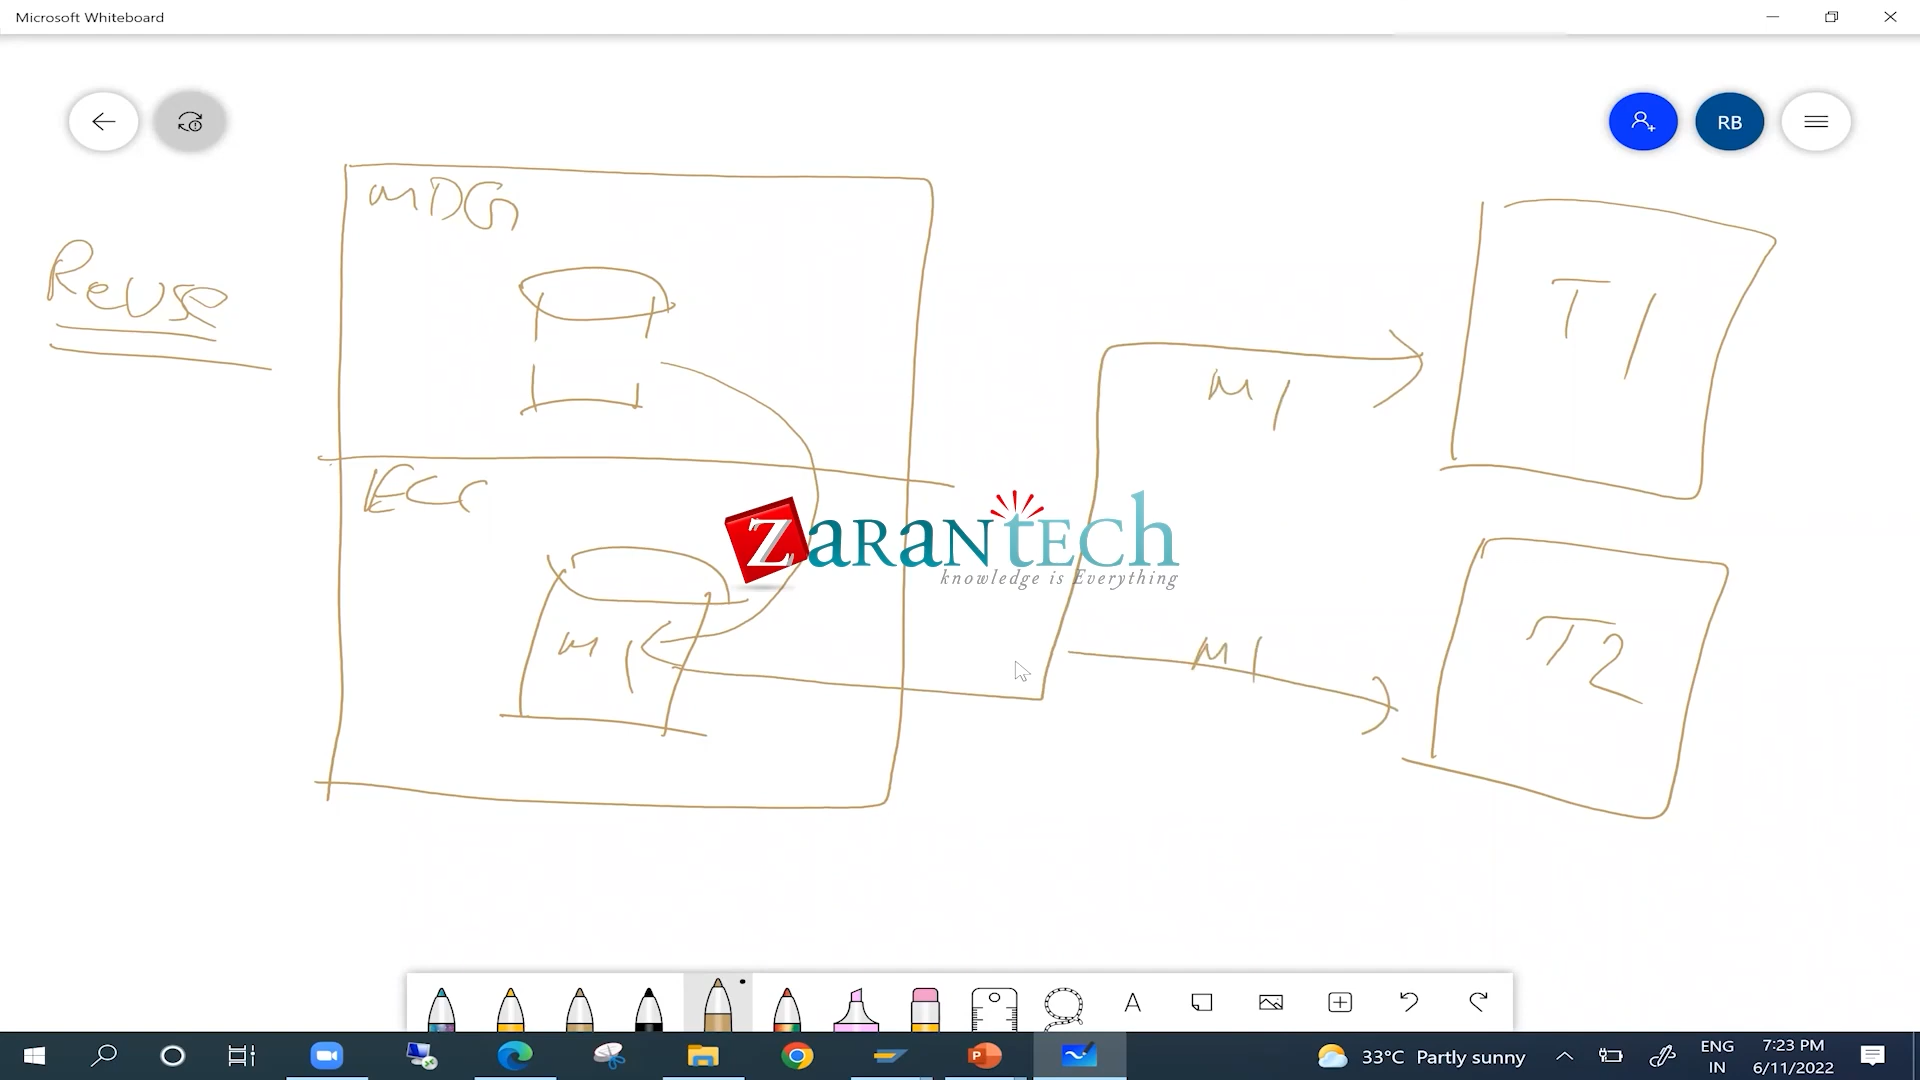 Microsoft Whiteboard
RB
MDG
Reuse
T1
M1
ECC
ZARANTECH
knowledge is Everything
M1
M1
T2
A
33°C Partly sunny
ENG
IN
7:23 PM
6/11/2022